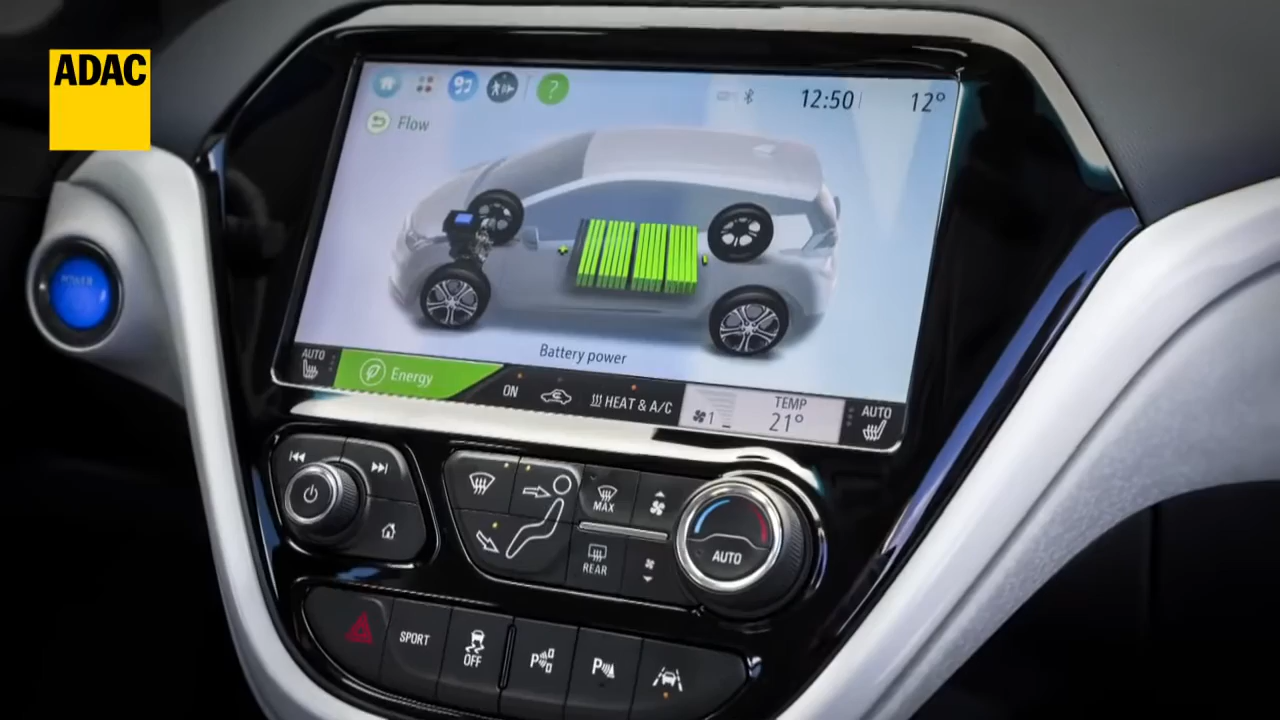 ADAC
12:50
12°
Flow
Battery power
AUTO
Energy
ON
HEAT & A/C
1
TEMP
21°
AUTO
POWER
MAX
REAR
AUTO
SPORT
OFF
P
P